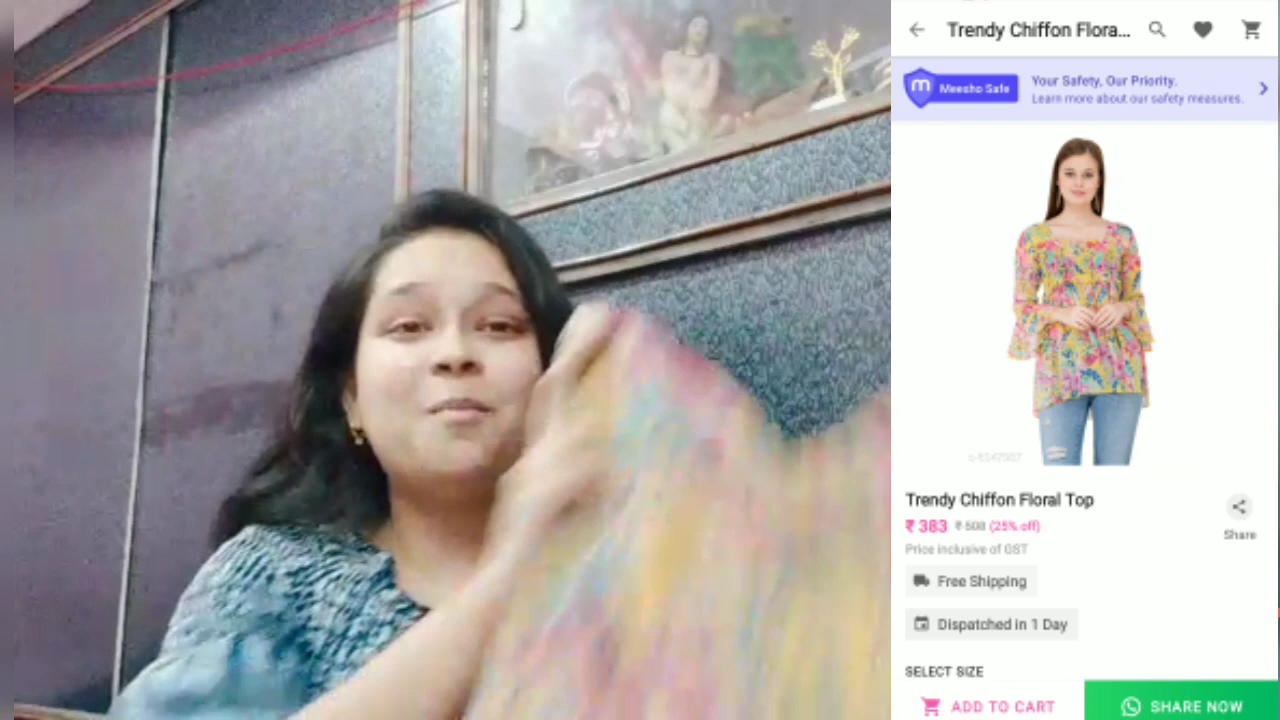 Trendy Chiffon Flora...
Meesho Safe
Your Safety, Our Priority.
Learn more about our safety measures.
Trendy Chiffon Floral Top
₹ 383 (25% off)
Price inclusive of GST
Share
Free Shipping
Dispatched in 1 Day
SELECT SIZE
ADD TO CART
SHARE NOW